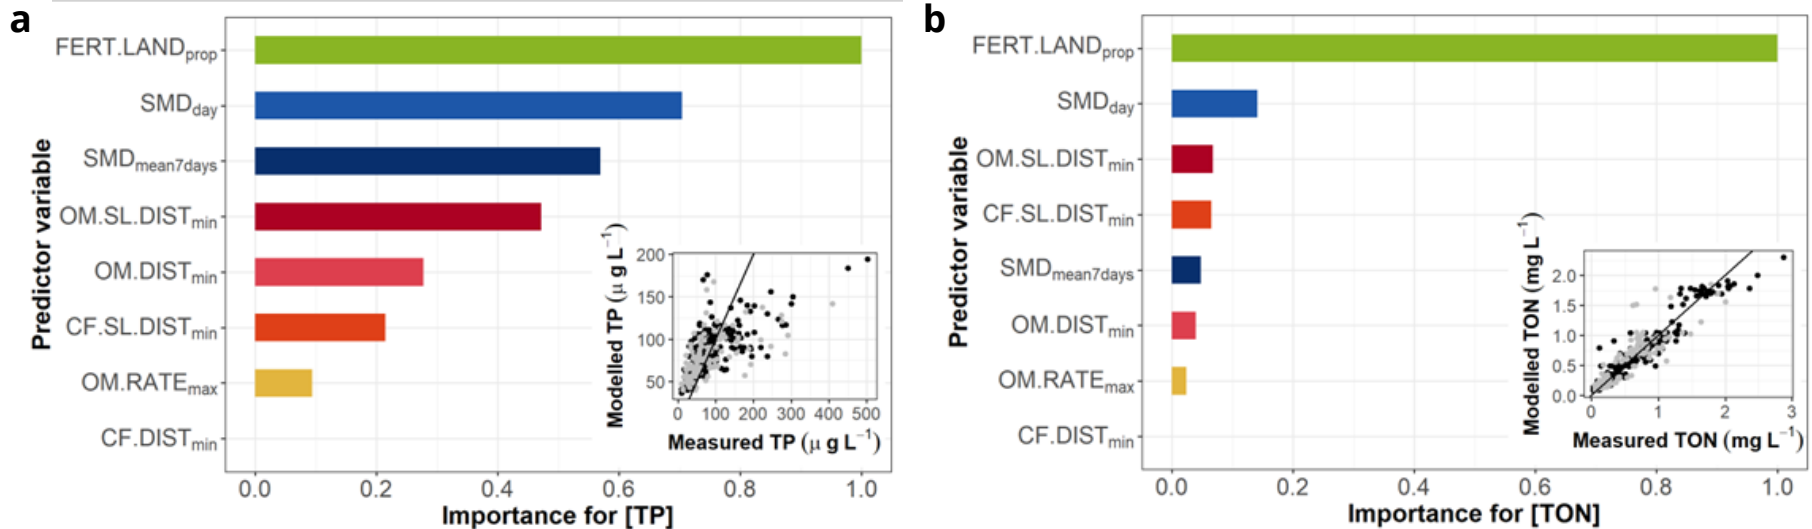 a
Predictor variable
FERT.LANDprop
SMDday
SMDmean7days
OM.SL.DISTmin
OM.DISTmin
CF.SL.DISTmin
OM.RATEmax
CF.DISTmin
0.0 0.2 0.4 0.6 0.8 1.0
Importance for [TP]
Modelled TP (μ g L−1)
200
150
100
50
0 100 200 300 400 500
Measured TP (μ g L−1)
b
Predictor variable
FERT.LANDprop
SMDday
OM.SL.DISTmin
CF.SL.DISTmin
SMDmean7days
OM.DISTmin
OM.RATEmax
CF.DISTmin
0.0 0.2 0.4 0.6 0.8 1.0
Importance for [TON]
Modelled TON (mg L−1)
2.0
1.5
1.0
0.5
0.0
0 1 2 3
Measured TON (mg L−1)